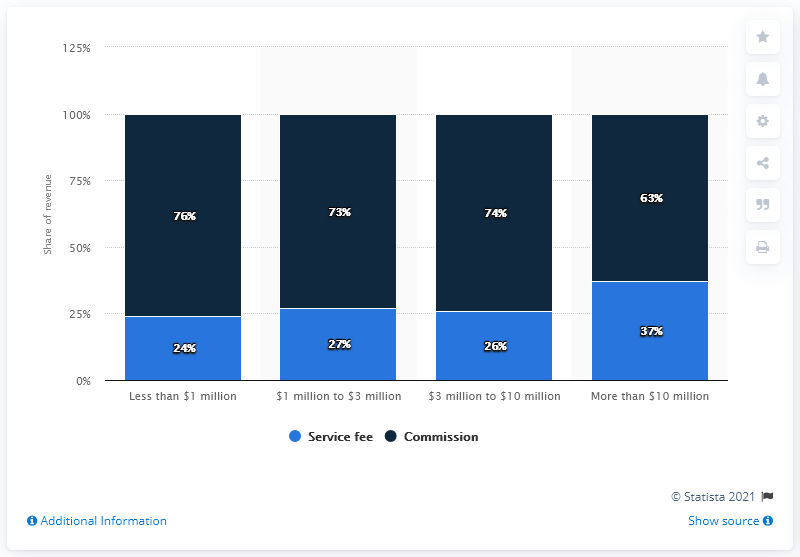 125%
100%
75%
50%
25%
0%
Share of revenue
76%
73%
74%
63%
24%
27%
26%
37%
Less than $1 million
$1 million to $3 million
$3 million to $10 million
More than $10 million
Service fee
Commission
© Statista 2021
Additional Information
Show source